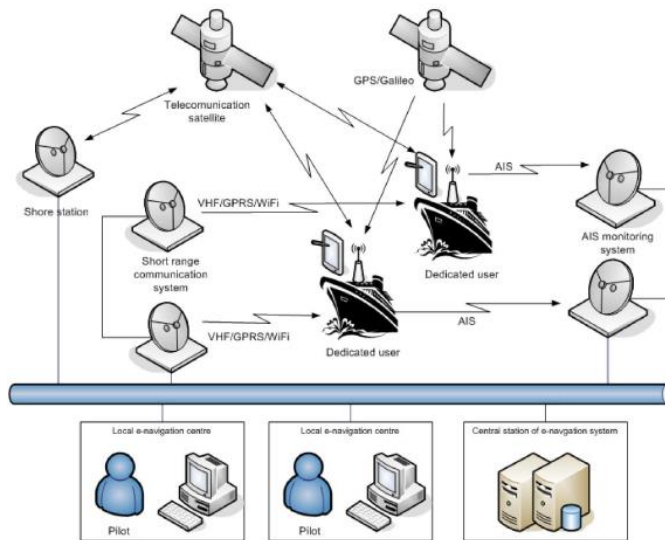 GPS/Galileo
Telecomunication
satellite
AIS
Shore station
VHF/GPRS/WiFi
AIS monitoring
system
Short range
communication
system
Dedicated user
VHF/GPRS/WiFi
Dedicated user
AIS
Local e-navigation centre
Local e-navigation centre
Central station of e-navgation system
Pilot
Pilot